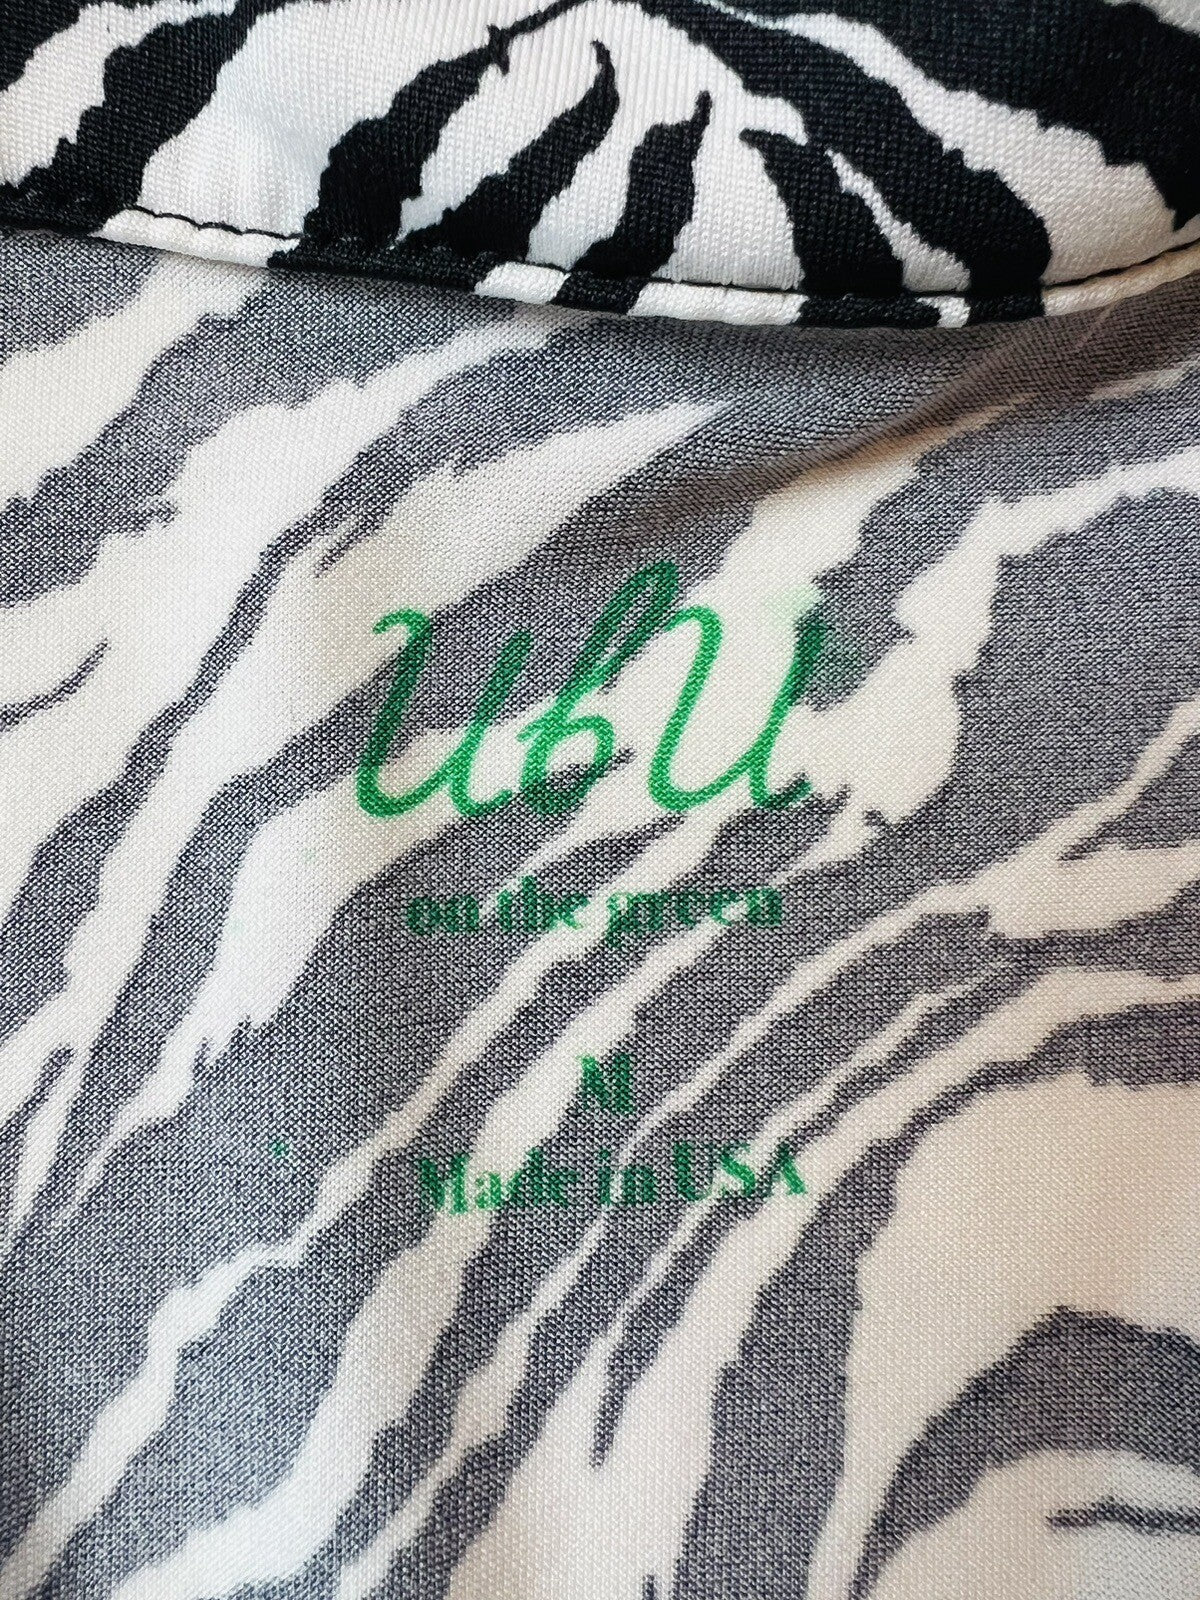 UbU
on the green
M
Made in USA